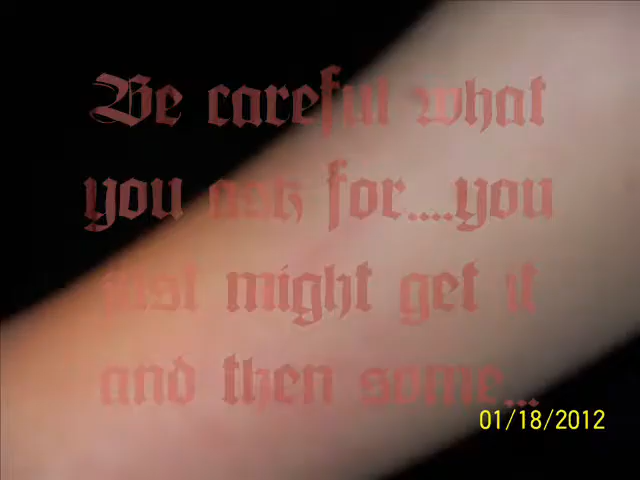 Be careful what
you ask for....you
just might get it
and then some...
01/18/2012